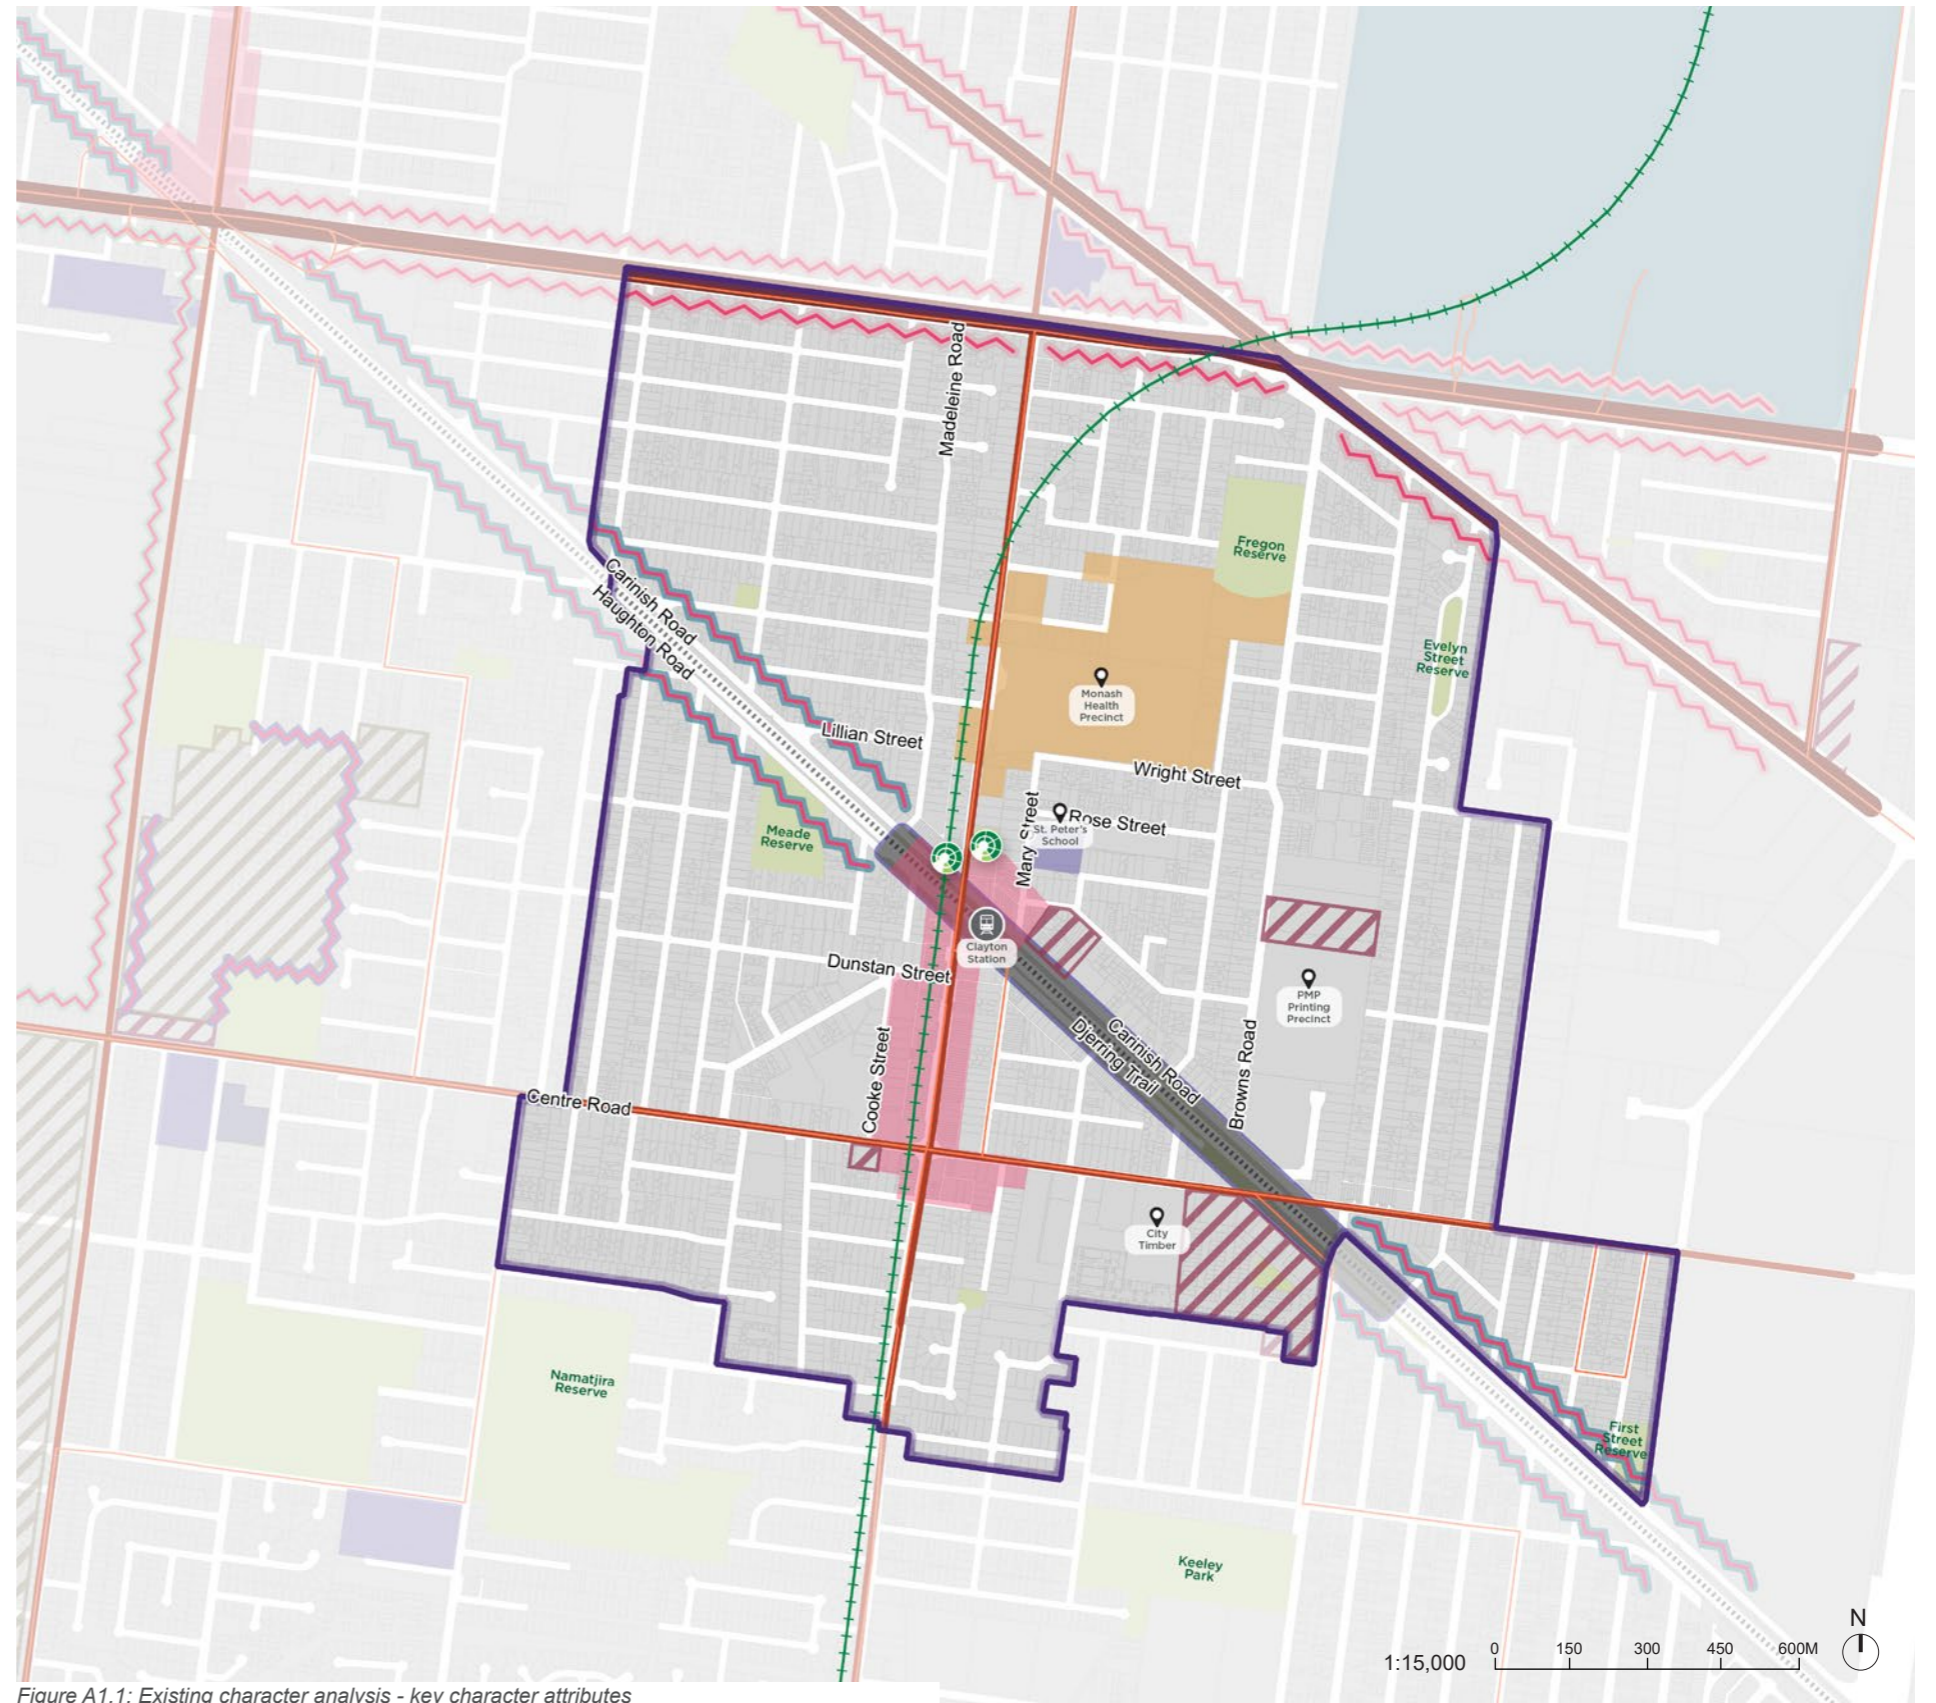 Madeleine Road
Fregon
Reserve
Carinish Road
Haughton Road
Evelyn
Street
Reserve
Monash
Health
Precinct
Lillian Street
Wright Street
Mary Street
Rose Street
St. Peter's
School
Meade
Reserve
Clayton
Station
Dunstan Street
PMP
Printing
Precinct
Cooke Street
Carinish Road
Djerring Trail
Browns Road
Centre Road
City
Timber
Namatjira
Reserve
First
Street
Reserve
Keeley
Park
N
0 150 300 450 600M
1:15,000
Figure A1.1: Existing character analysis - key character attributes